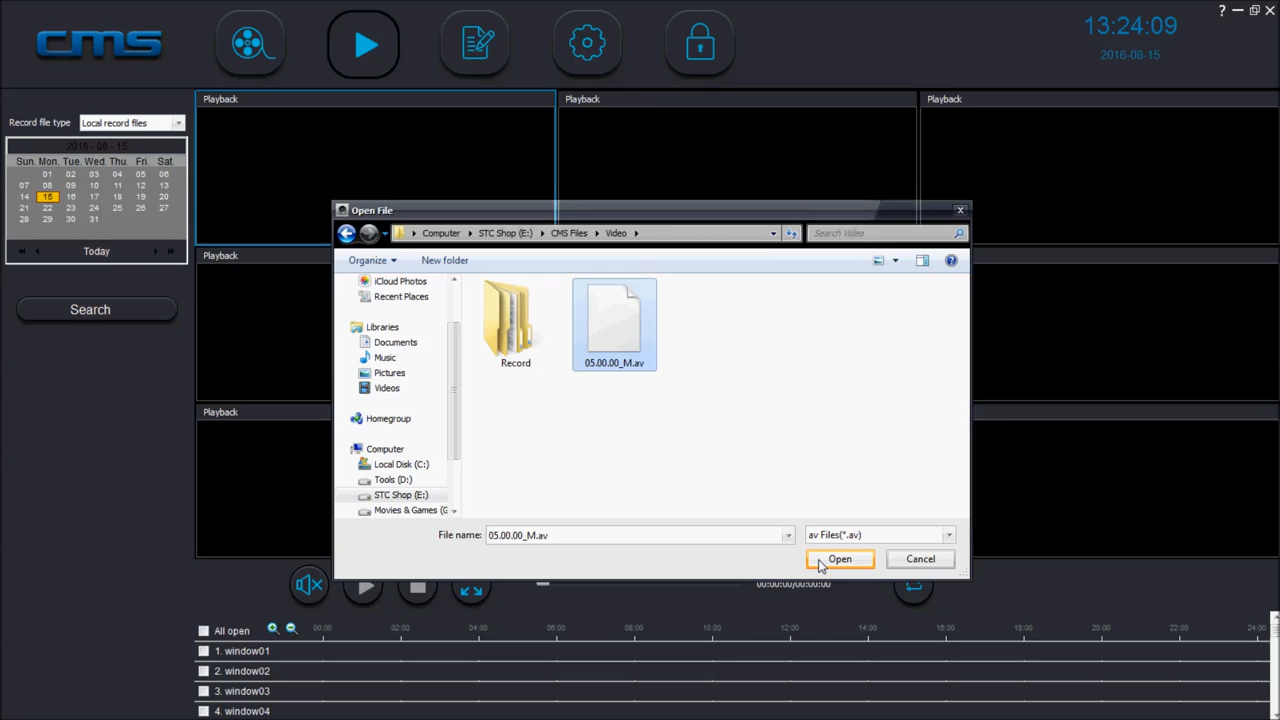 cms
?
13:24:09
2016-08-15
Playback
Playback
Playback
Record file type
Local record files
2016 - 08 - 15
Sun. Mon. Tue. Wed. Thu. Fri. Sat.
01 02 03 04 05 06
07 08 09 10 11 12 13
14 15 16 17 18 19 20
21 22 23 24 25 26 27
28 29 30 31
Today
Search
Playback
Playback
Open File
Computer STC Shop (E:) CMS Files Video
Search Video
Organize
New folder
iCloud Photos
Recent Places
Libraries
Documents
Music
Pictures
Videos
Homegroup
Computer
Local Disk (C:)
Tools (D:)
STC Shop (E:)
Movies & Games (G
Record
05.00.00_M.av
File name:
05.00.00_M.av
av Files(*.av)
Open
Cancel
00:00:00/00:00:00
All open
00:00 02:00 04:00 06:00 08:00 10:00 12:00 14:00 16:00 18:00 20:00 22:00 24:00
1. window01
2. window02
3. window03
4. window04